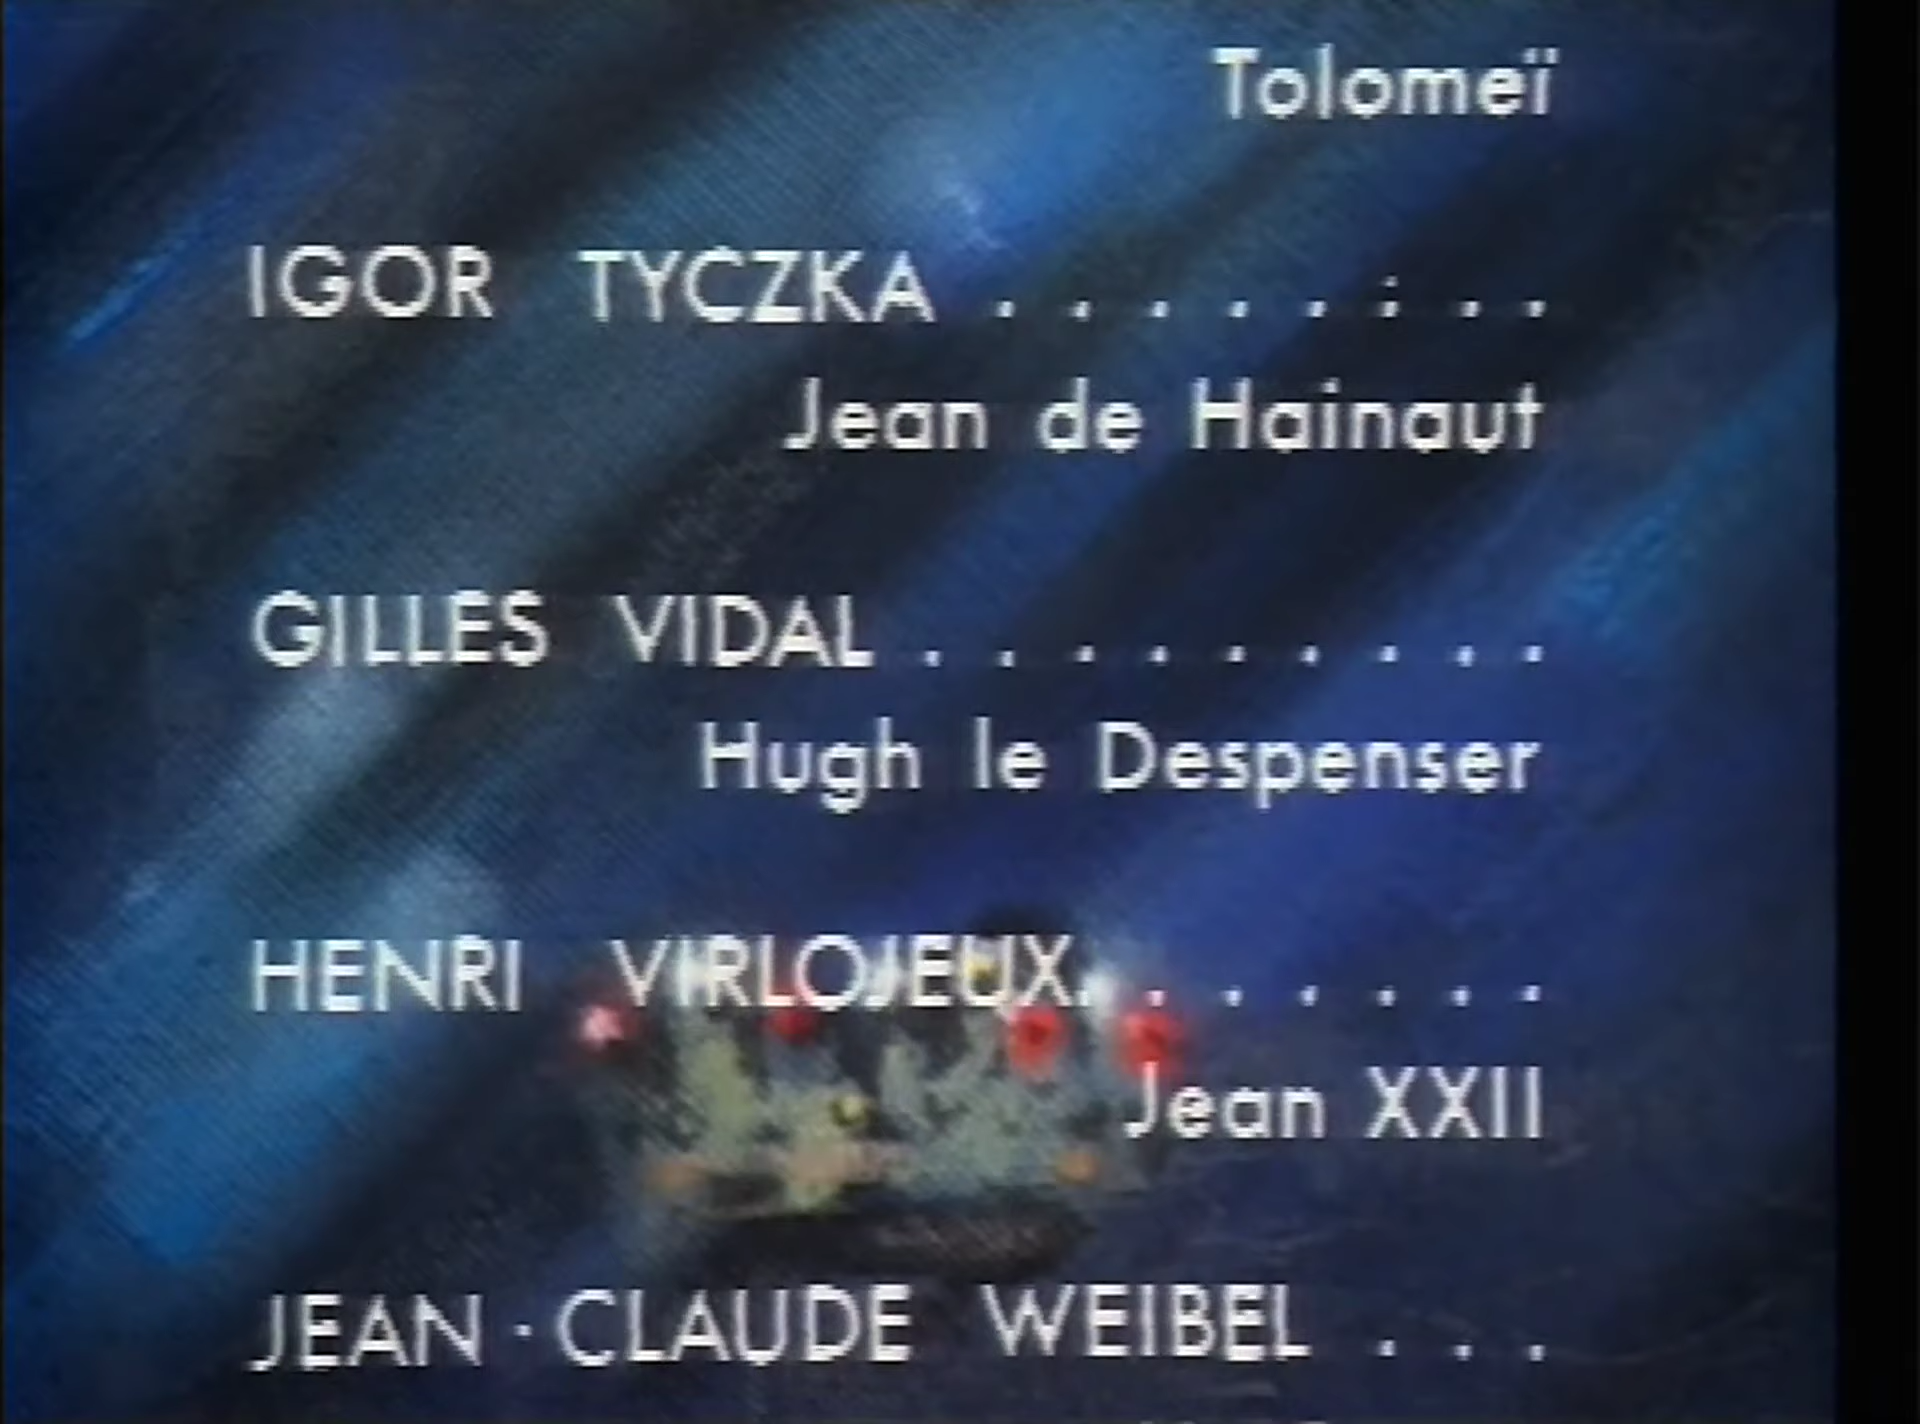 Tolomeï
IGOR TYCZKA . . . . . . . .
Jean de Hainaut
GILLES VIDAL . . . . . . . . .
Hugh le Despenser
HENRI VIRLOJEUX. . . . . . .
Jean XXII
JEAN-CLAUDE WEIBEL . . .